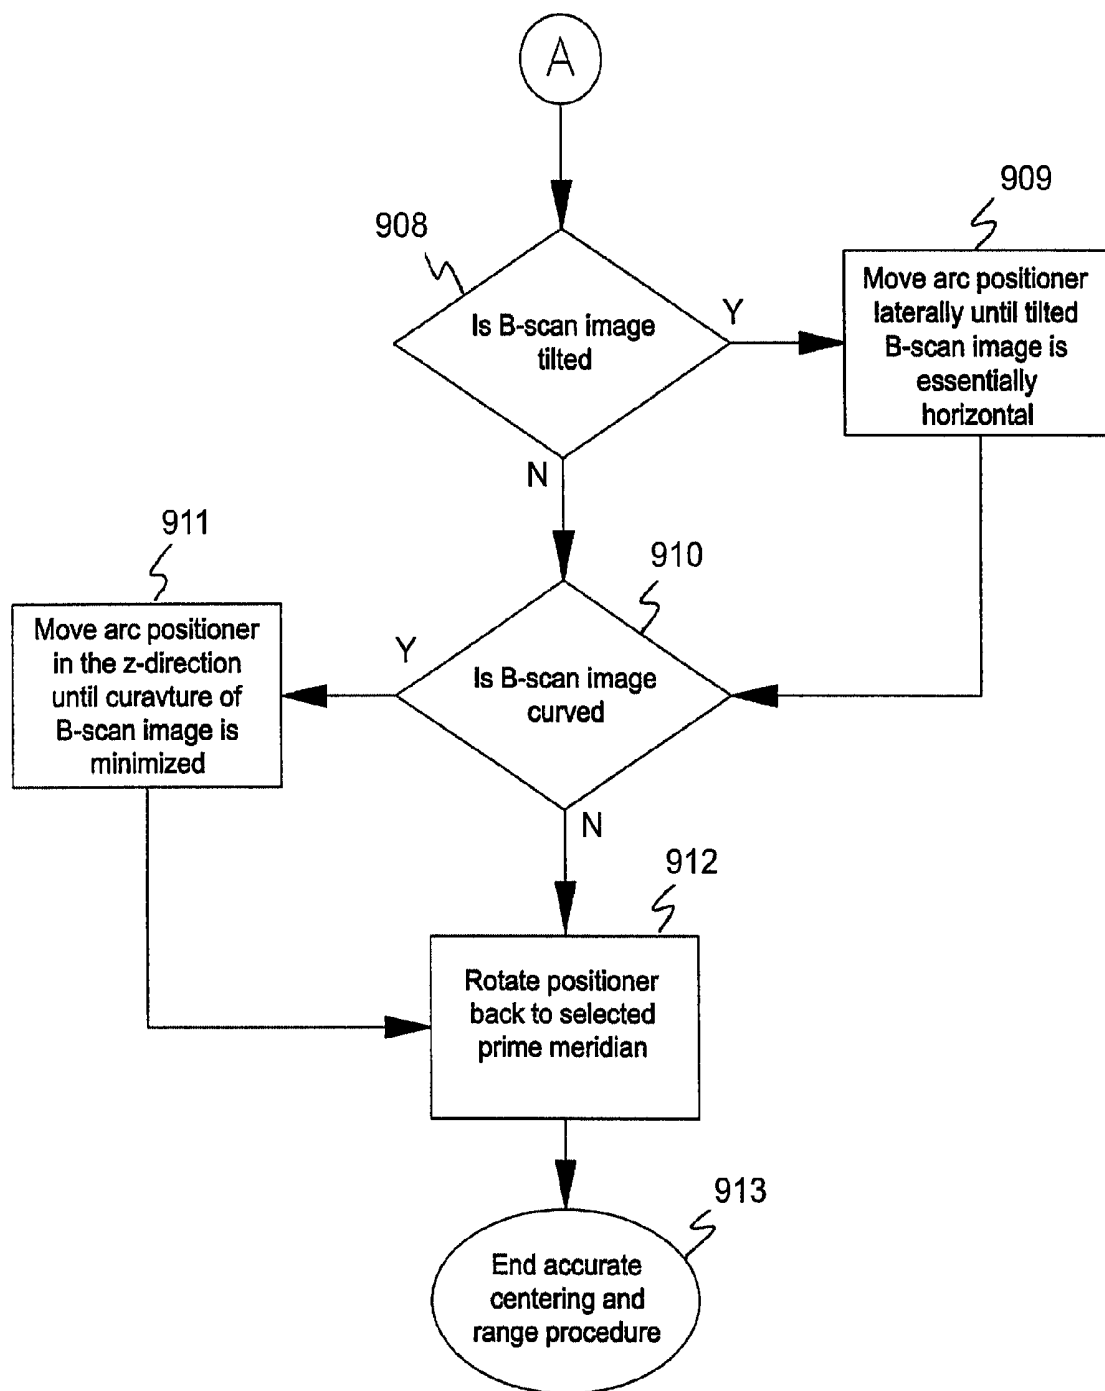 A
908
Is B-scan image
tilted
Y
N
909
Move arc positioner
laterally until tilted
B-scan image is
essentially
horizontal
910
Is B-scan image
curved
Y
N
911
Move arc positioner
in the z-direction
until curavture of
B-scan image is
minimized
912
Rotate positioner
back to selected
prime meridian
913
End accurate
centering and
range procedure